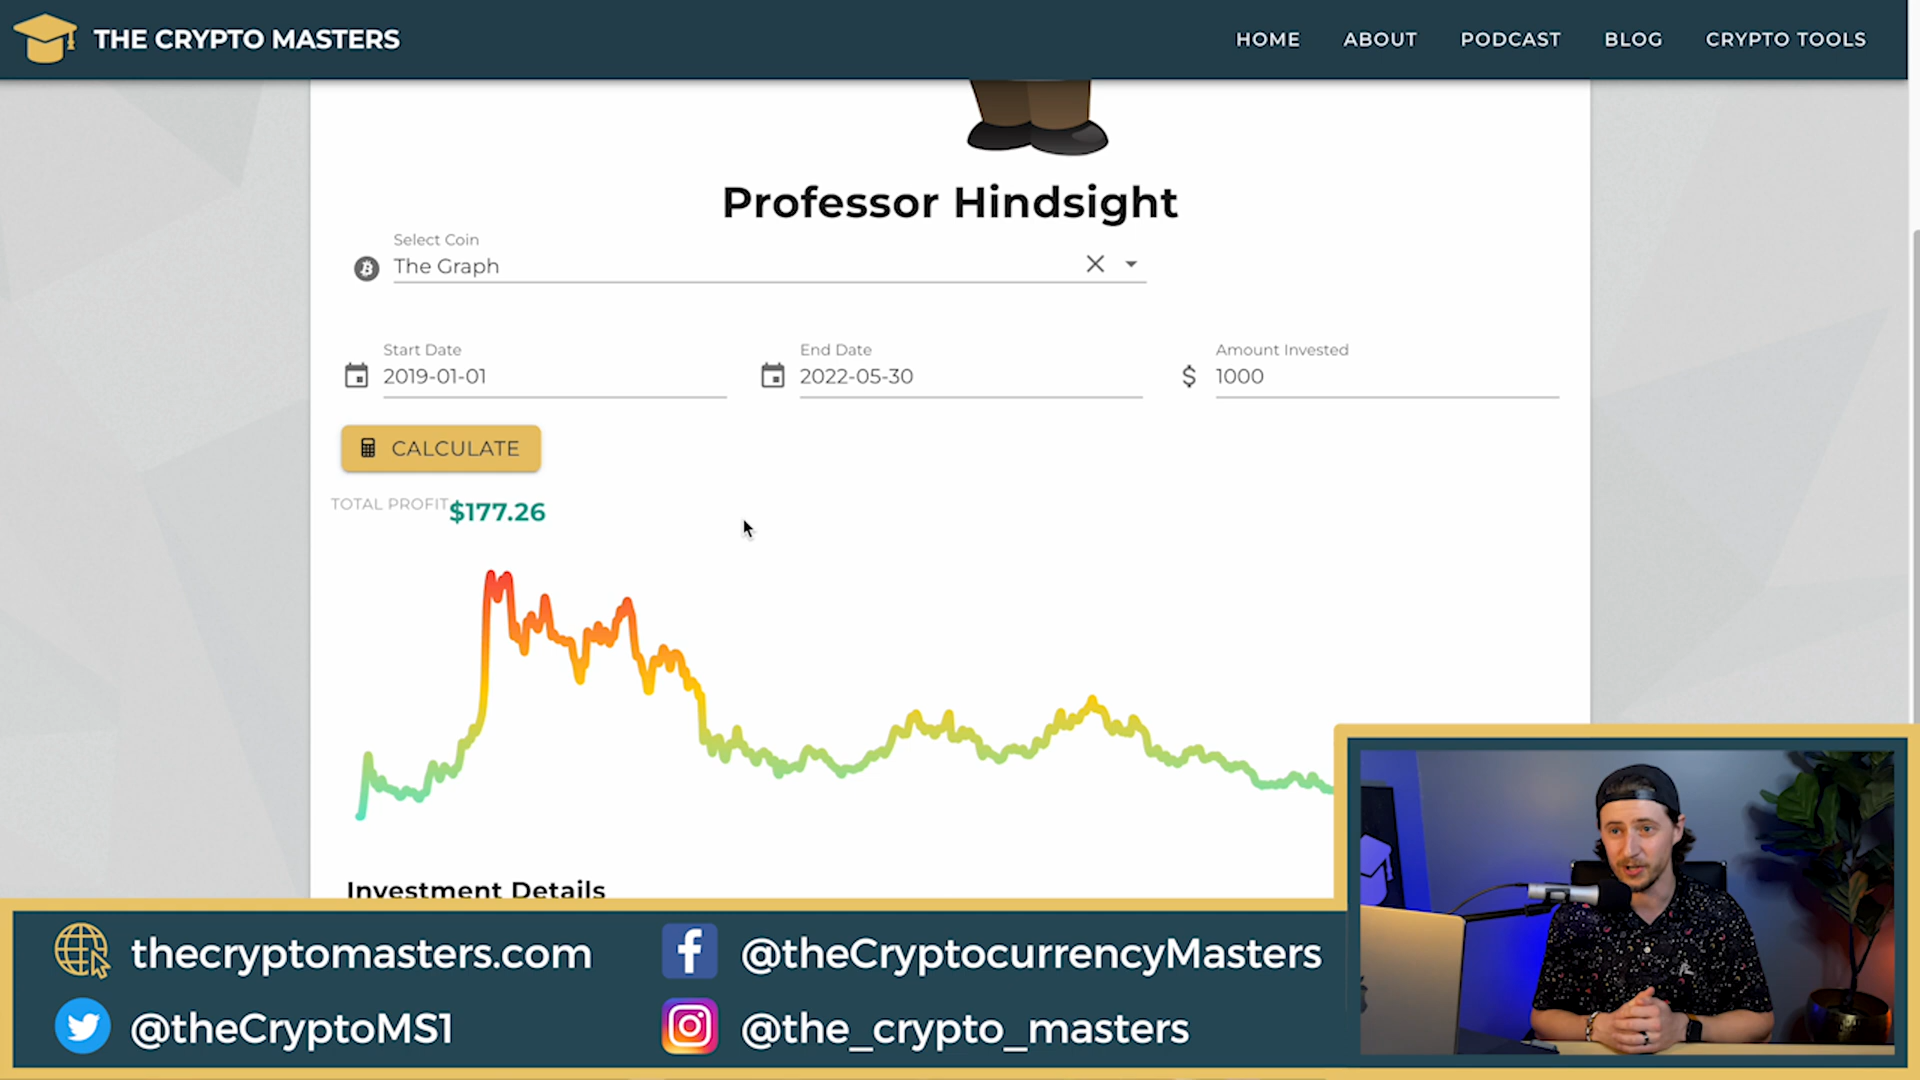 THE CRYPTO MASTERS
HOME ABOUT PODCAST BLOG CRYPTO TOOLS
Professor Hindsight
Select Coin
The Graph
Start Date End Date Amount Invested
2019-01-01 2022-05-30 $ 1000
CALCULATE
TOTAL PROFIT $177.26
Investment Details
thecryptomasters.com @theCryptocurrencyMasters
@theCryptoMS1 @the_crypto_masters